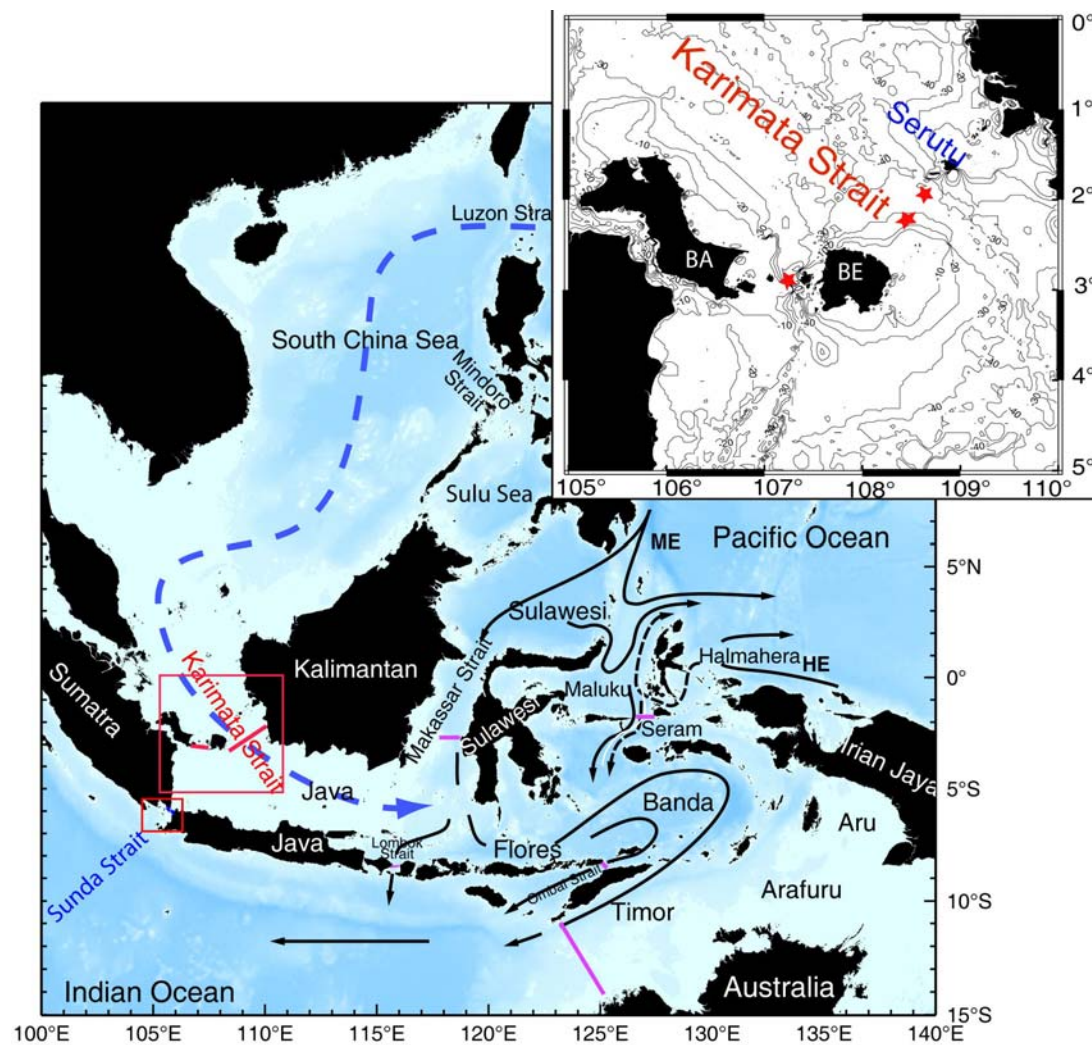 0°
1°
2°
3°
4°
5°
105°
106°
107°
108°
109°
110°
Karimata Strait
Serutu
BA
BE
Luzon Stra
South China Sea
Mindoro
Strait
Sulu Sea
ME
Pacific Ocean
Sulawesi
Halmahera
HE
Kalimantan
Makassar Strait
Maluku
Sulawesi
Seram
Karimata Strait
Sumatra
Irian Jaya
Java
Banda
Aru
Java
Lombok
Strait
Flores
Ombai Strait
Sunda Strait
Timor
Arafuru
Indian Ocean
Australia
5°N
0°
5°S
10°S
15°S
100°E
105°E
110°E
115°E
120°E
125°E
130°E
135°E
140°E